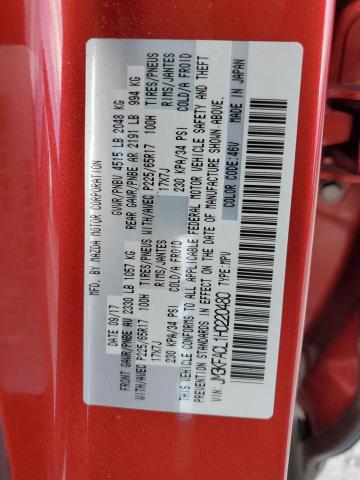 MFD. BY MAZDA MOTOR CORPORATION
DATE 09/17 GVWR/PNBV 4515 LB 2048 KG
FRONT GAWR/PNBE AV 2330 LB 1057 KG REAR GAWR/PNBE AR 2191 LB 994 KG
WITH/AVEC P225/65R17 100H TIRES/PNEUS WITH/AVEC P225/65R17 100H TIRES/PNEUS
17X7J RIMS/JANTES 17X7J RIMS/JANTES
230 KPA/34 PSI COLD/A FROID 230 KPA/34 PSI COLD/A FROID
THIS VEHICLE CONFORMS TO ALL APPLICABLE FEDERAL MOTOR VEHICLE SAFETY AND THEFT
PREVENTION STANDARDS IN EFFECT ON THE DATE OF MANUFACTURE SHOWN ABOVE.
MADE IN JAPAN
VIN: JM3KFACL1H0220480 TYPE:MPV COLOR CODE:46V